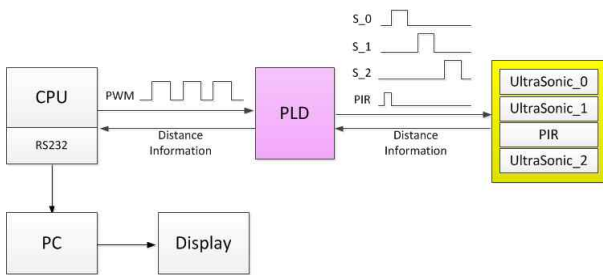 S_0
S_1
S_2
PIR
CPU
RS232
PWM
Distance
Information
PLD
Distance
Information
UltraSonic_0
UltraSonic_1
PIR
UltraSonic_2
PC
Display